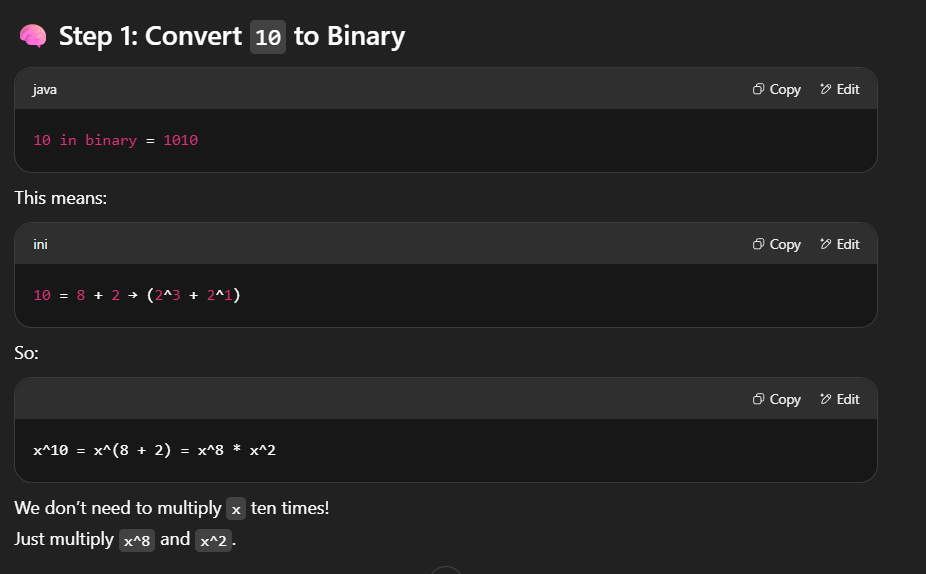 🧠 Step 1: Convert 10 to Binary
java Copy Edit
10 in binary = 1010
This means:
ini Copy Edit
10 = 8 + 2 → (2^3 + 2^1)
So:
Copy Edit
x^10 = x^(8 + 2) = x^8 * x^2
We don’t need to multiply x ten times!
Just multiply x^8 and x^2.